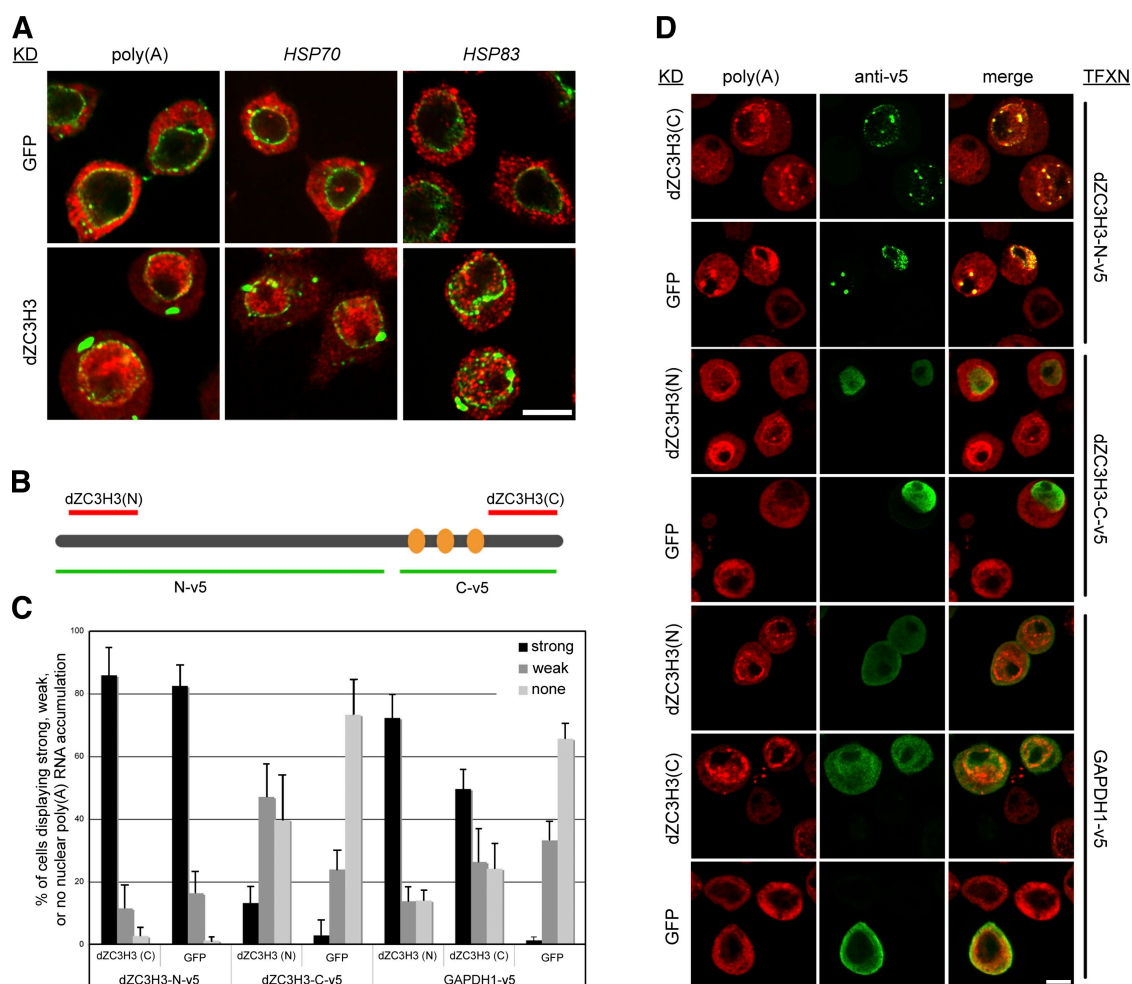 A
KD poly(A) HSP70 HSP83
GFP
dZC3H3
B
dZC3H3(N) dZC3H3(C)
N-v5 C-v5
C
% of cells displaying strong, weak,
or no nuclear poly(A) RNA accumulation
100
80
60
40
20
0
strong
weak
none
dZC3H3 (C) GFP dZC3H3 (N) GFP dZC3H3 (N) dZC3H3 (C) GFP
dZC3H3-N-v5 dZC3H3-C-v5 GAPDH1-v5
D
KD poly(A) anti-v5 merge TFXN
dZC3H3(C)
GFP
dZC3H3-N-v5
dZC3H3(N)
GFP
dZC3H3-C-v5
dZC3H3(N)
dZC3H3(C)
GFP
GAPDH1-v5